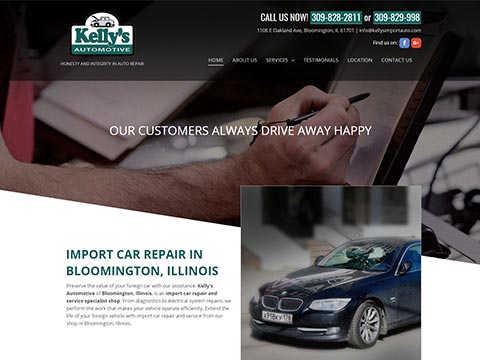 Kelly's
AUTOMOTIVE
HONESTY AND INTEGRITY IN AUTO REPAIR
CALL US NOW! 309-828-2811 or 309-829-998
1106 E Oakland Ave, Bloomington, IL 61701 | info@kellysimportauto.com
Find us on:
HOME ABOUT US SERVICES TESTIMONIALS LOCATION CONTACT US
OUR CUSTOMERS ALWAYS DRIVE AWAY HAPPY
IMPORT CAR REPAIR IN
BLOOMINGTON, ILLINOIS
Preserve the value of your foreign car with our assistance. Kelly's
Automotive of Bloomington, Illinois, is an import car repair and
service specialist shop. From diagnostics to electrical system repairs, we
perform the work that makes your vehicle operate efficiently. Extend the
life of your foreign vehicle with import car repair and service from our
shop in Bloomington, Illinois.